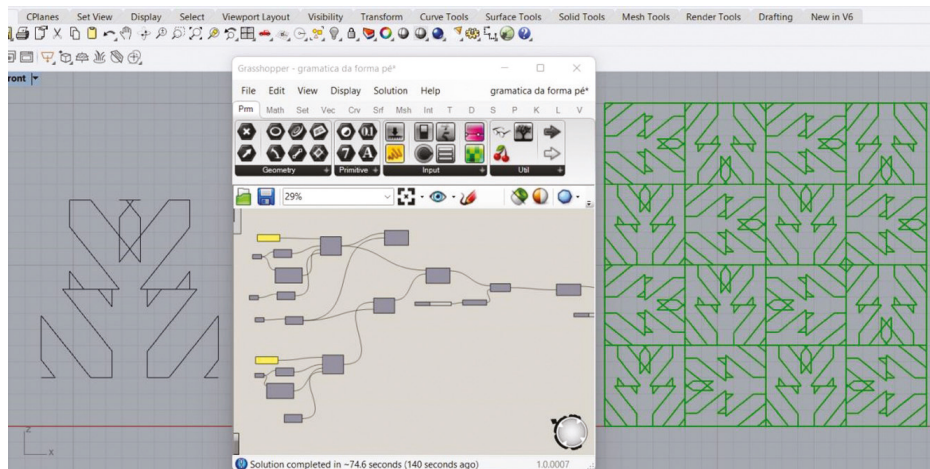 CPlanes Set View Display Select Viewport Layout Visibility Transform Curve Tools Surface Tools Solid Tools Mesh Tools Render Tools Drafting New in V6
ront
Grasshopper - gramatica da forma pé*
File Edit View Display Solution Help gramatica da forma pé*
Prm Math Set Vec Crv Srf Msh Int T D S P K L V
Geometry + Primitive + Input + Util +
29%
z
x
Solution completed in ~74.6 seconds (140 seconds ago) 1.0.0007